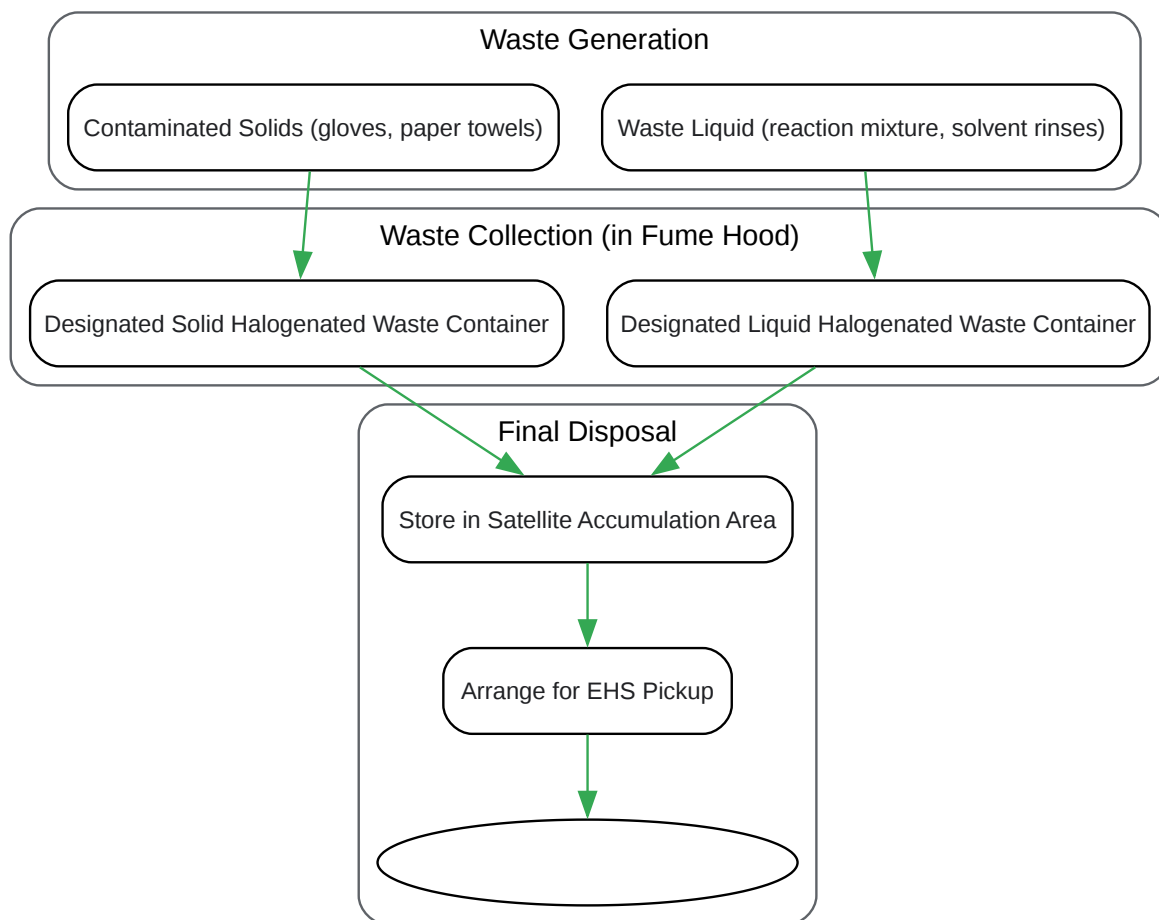 Waste Generation
Contaminated Solids (gloves, paper towels)
Waste Liquid (reaction mixture, solvent rinses)
Waste Collection (in Fume Hood)
Designated Solid Halogenated Waste Container
Designated Liquid Halogenated Waste Container
Final Disposal
Store in Satellite Accumulation Area
Arrange for EHS Pickup